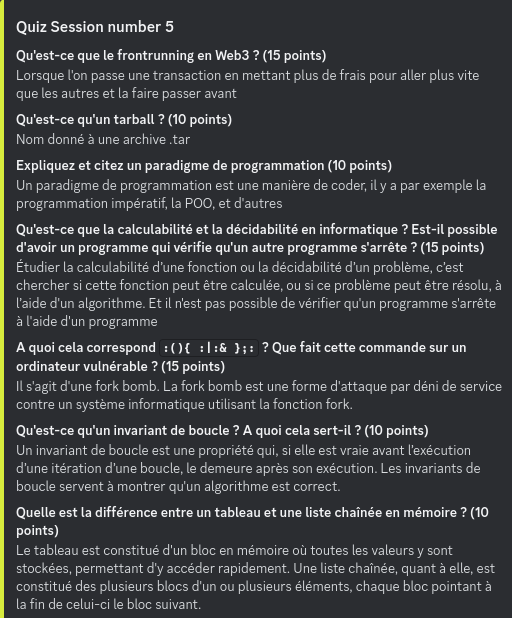 Quiz Session number 5
Qu'est-ce que le frontrunning en Web3 ? (15 points)
Lorsque l'on passe une transaction en mettant plus de frais pour aller plus vite
que les autres et la faire passer avant
Qu'est-ce qu'un tarball ? (10 points)
Nom donné à une archive .tar
Expliquez et citez un paradigme de programmation (10 points)
Un paradigme de programmation est une manière de coder, il y a par exemple la
programmation impératif, la POO, et d'autres
Qu'est-ce que la calculabilité et la décidabilité en informatique ? Est-il possible
d'avoir un programme qui vérifie qu'un autre programme s'arrête ? (15 points)
Étudier la calculabilité d'une fonction ou la décidabilité d'un problème, c'est
chercher si cette fonction peut être calculée, ou si ce problème peut être résolu, à
l'aide d'un algorithme. Et il n'est pas possible de vérifier qu'un programme s'arrête
à l'aide d'un programme
A quoi cela correspond :(){ :|:& };: ? Que fait cette commande sur un
ordinateur vulnérable ? (15 points)
Il s'agit d'une fork bomb. La fork bomb est une forme d'attaque par déni de service
contre un système informatique utilisant la fonction fork.
Qu'est-ce qu'un invariant de boucle ? A quoi cela sert-il ? (10 points)
Un invariant de boucle est une propriété qui, si elle est vraie avant l'exécution
d'une itération d'une boucle, le demeure après son exécution. Les invariants de
boucle servent à montrer qu'un algorithme est correct.
Quelle est la différence entre un tableau et une liste chaînée en mémoire ? (10
points)
Le tableau est constitué d'un bloc en mémoire où toutes les valeurs y sont
stockées, permettant d'y accéder rapidement. Une liste chaînée, quant à elle, est
constitué des plusieurs blocs d'un ou plusieurs éléments, chaque bloc pointant à
la fin de celui-ci le bloc suivant.